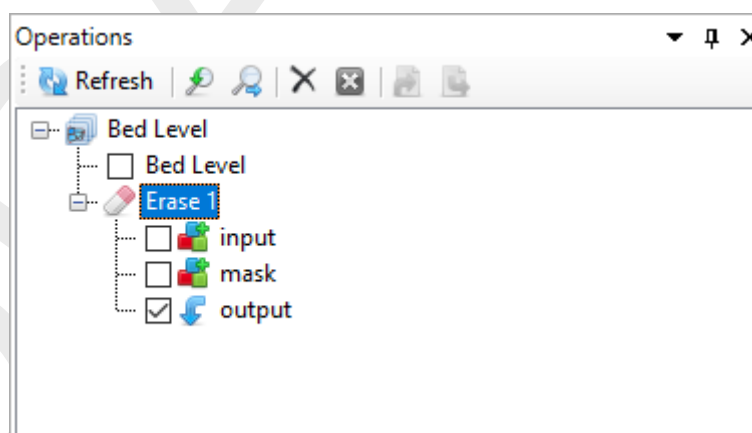 Operations
Refresh
Bed Level
Bed Level
Erase 1
input
mask
output